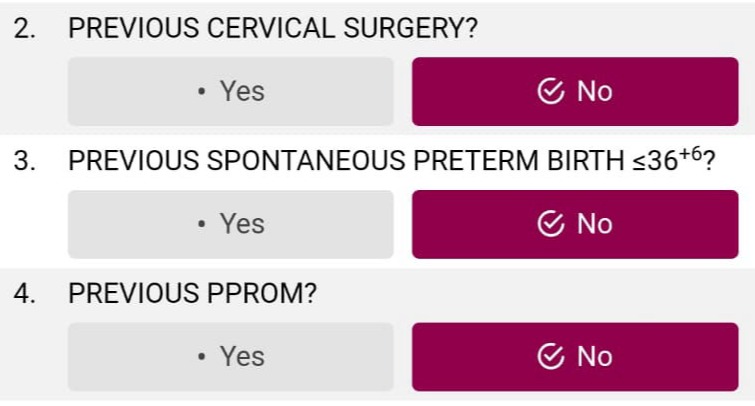 2. PREVIOUS CERVICAL SURGERY?
• Yes No
3. PREVIOUS SPONTANEOUS PRETERM BIRTH ≤36⁺⁶?
• Yes No
4. PREVIOUS PPROM?
• Yes No